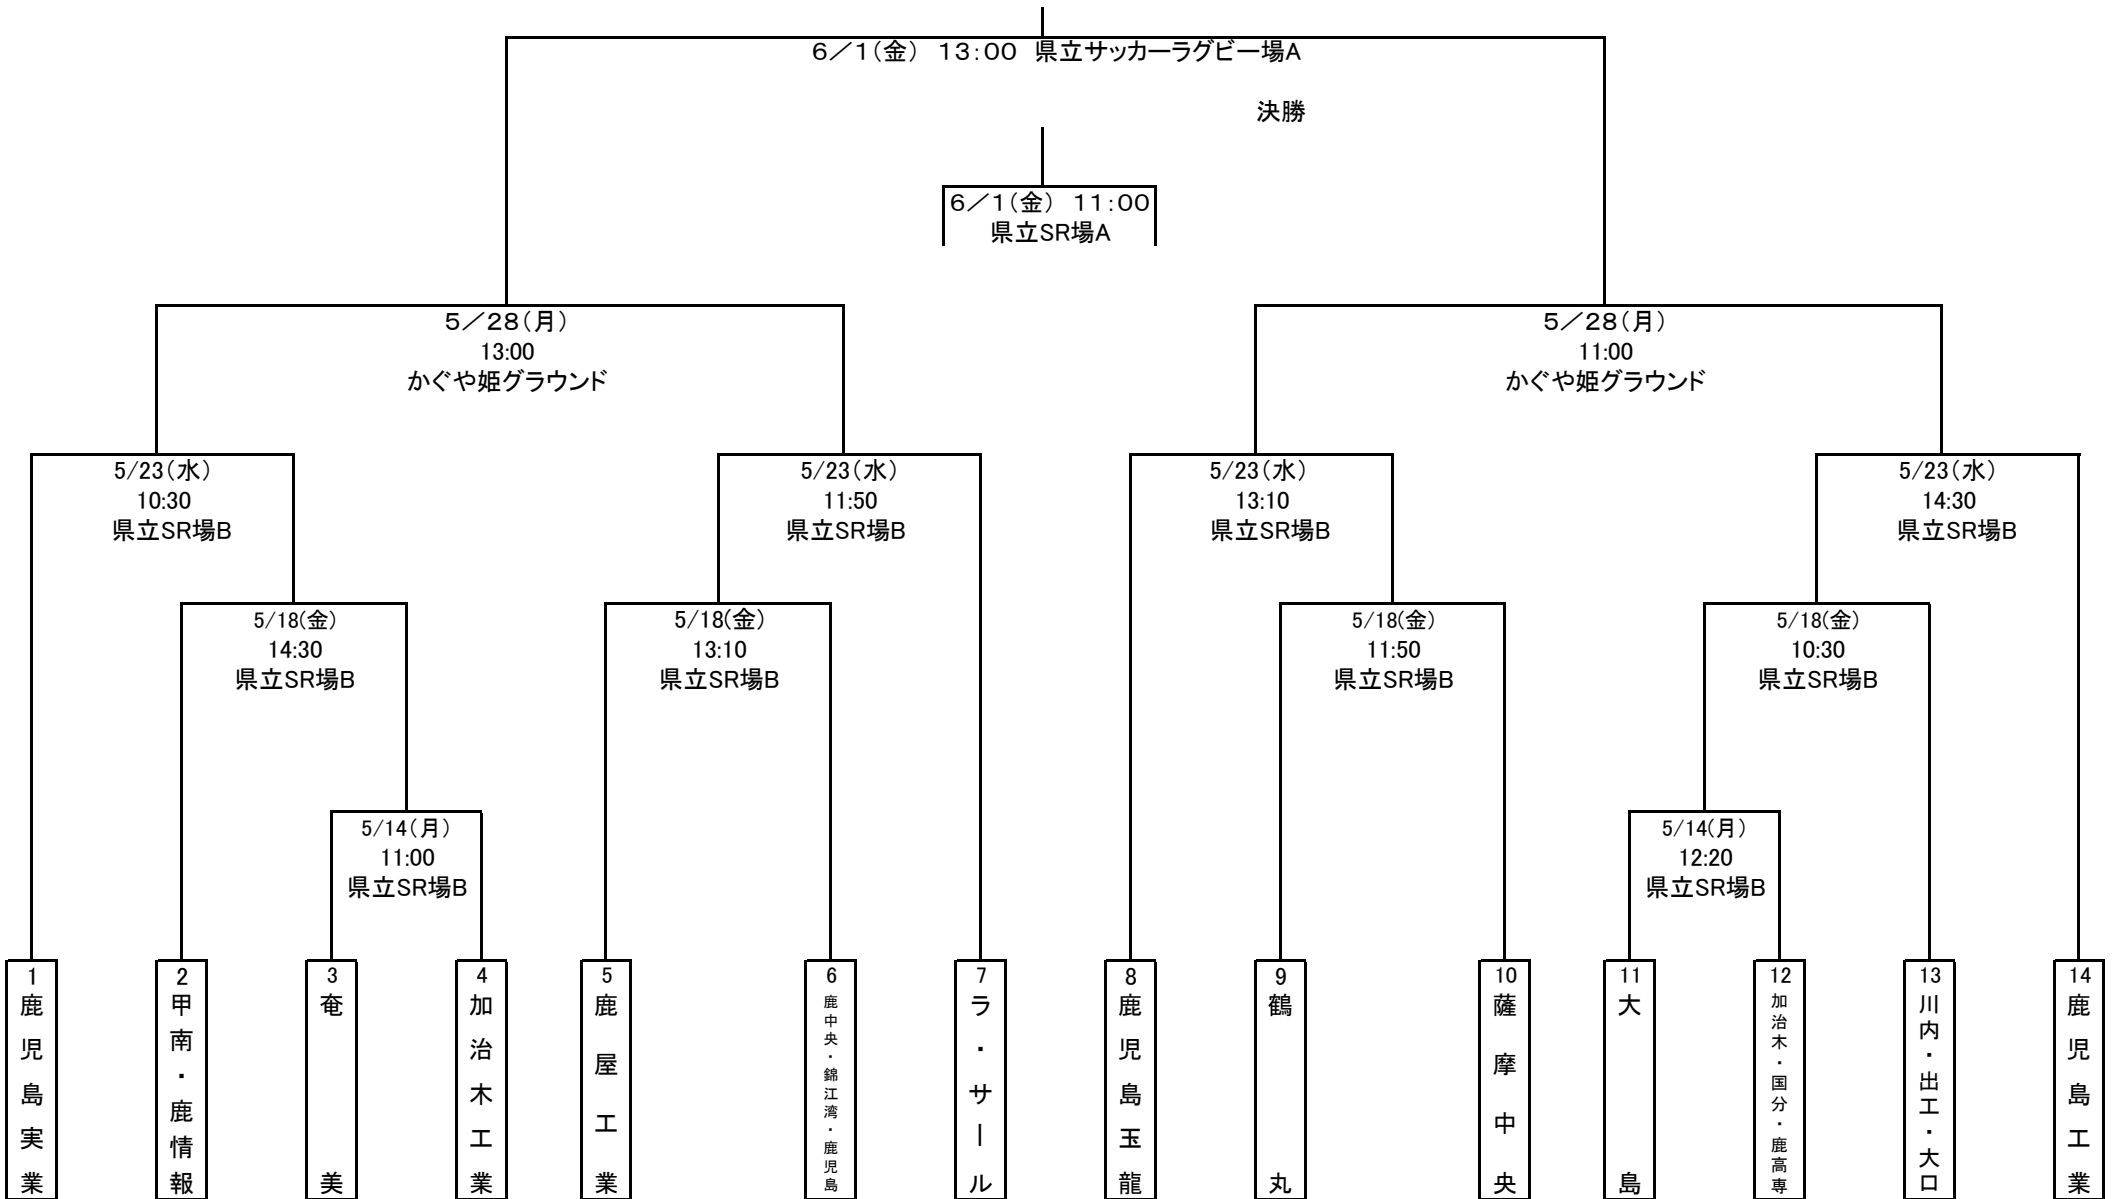 6／1（金） 13：00 県立サッカーラグビー場A
決勝
6／1（金） 11：00
県立SR場A
5／28（月）
13:00
かぐや姫グラウンド
5／28（月）
11:00
かぐや姫グラウンド
5/23（水）
10:30
県立SR場B
5/23（水）
11:50
県立SR場B
5/23（水）
13:10
県立SR場B
5/23（水）
14:30
県立SR場B
5/18(金）
14:30
県立SR場B
5/18(金）
13:10
県立SR場B
5/18(金）
11:50
県立SR場B
5/18(金）
10:30
県立SR場B
5/14（月）
11:00
県立SR場B
5/14(月）
12:20
県立SR場B
1
鹿児島実業
2
甲南・鹿情報
3
奄美
4
加治木工業
5
鹿屋工業
6
鹿中央・錦江湾・鹿児島
7
ラ・サール
8
鹿児島玉龍
9
鶴丸
10
薩摩中央
11
大島
12
加治木・国分・鹿高専
13
川内・出工・大口
14
鹿児島工業